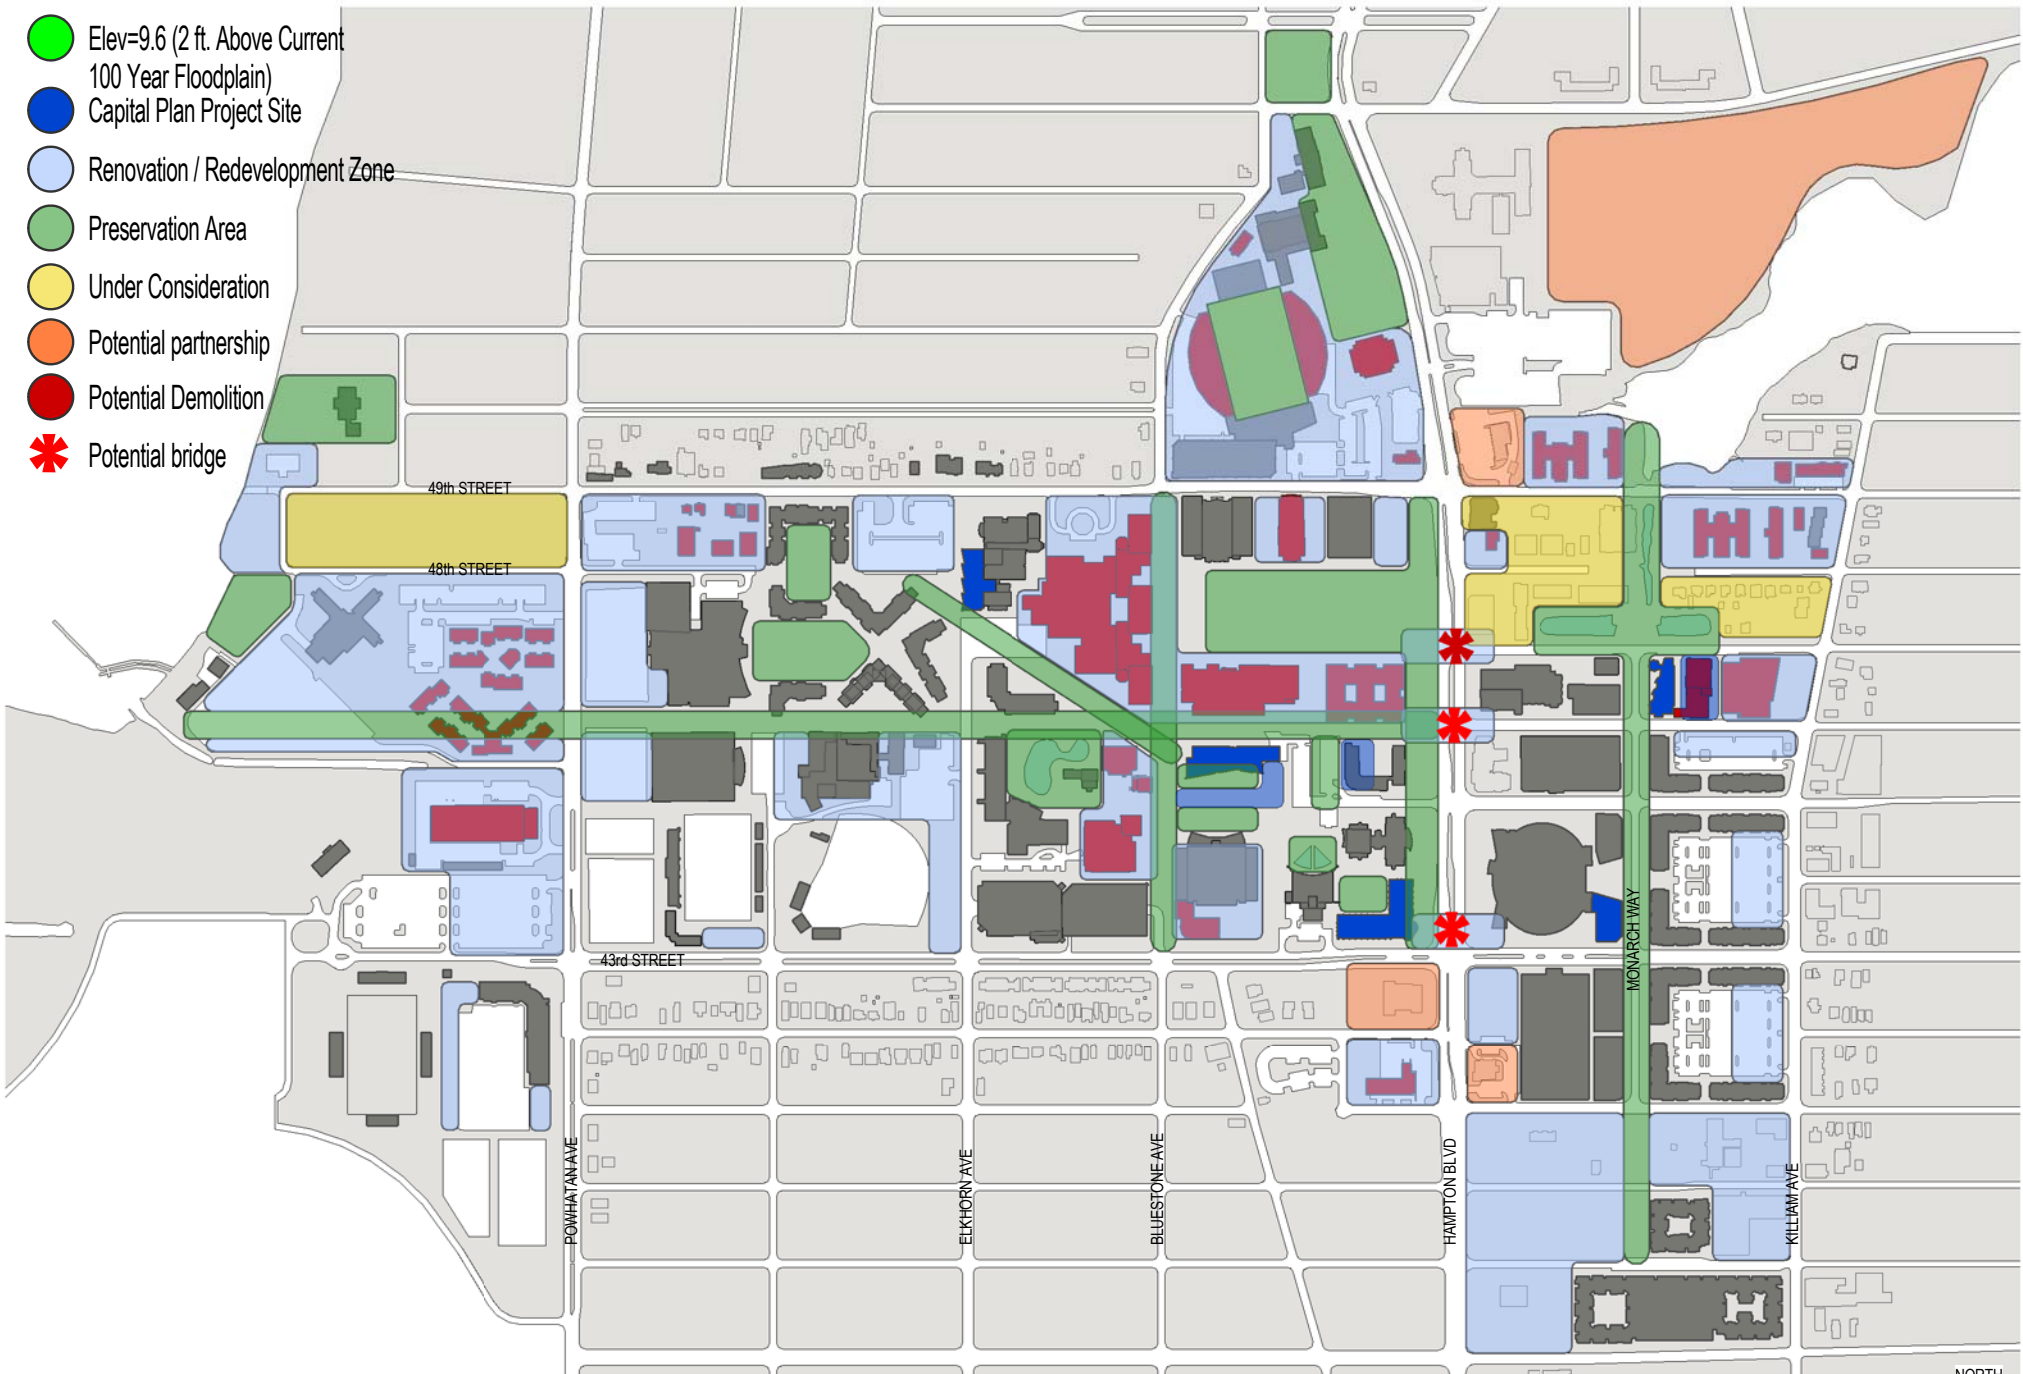 Elev=9.6 (2 ft. Above Current
100 Year Floodplain)
Capital Plan Project Site
Renovation / Redevelopment Zone
Preservation Area
Under Consideration
Potential partnership
Potential Demolition
Potential bridge
49th STREET
48th STREET
43rd STREET
MONARCH WAY
POWHATAN AVE
ELKHORN AVE
BLUESTONE AVE
HAMPTON BLVD
KILLIAM AVE
NORTH